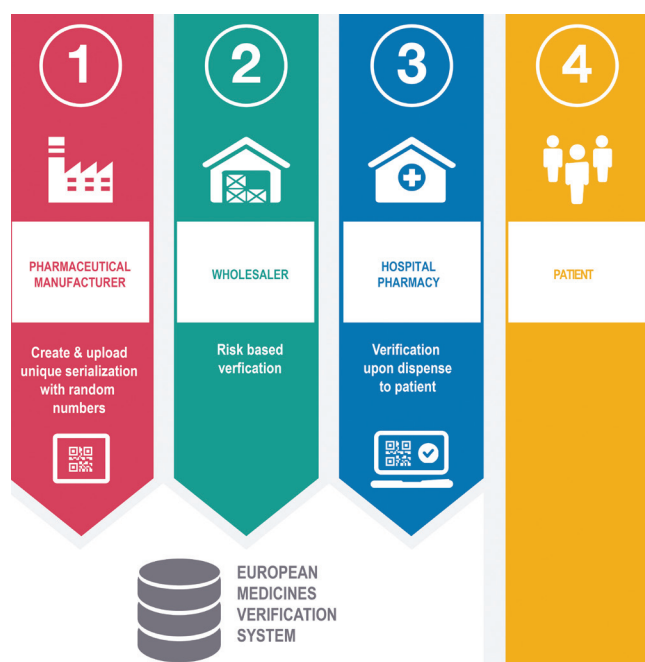 1
PHARMACEUTICAL
MANUFACTURER
Create & upload
unique serialization
with random
numbers
2
WHOLESALER
Risk based
verfication
3
HOSPITAL
PHARMACY
Verification
upon dispense
to patient
4
PATIENT
EUROPEAN
MEDICINES
VERIFICATION
SYSTEM